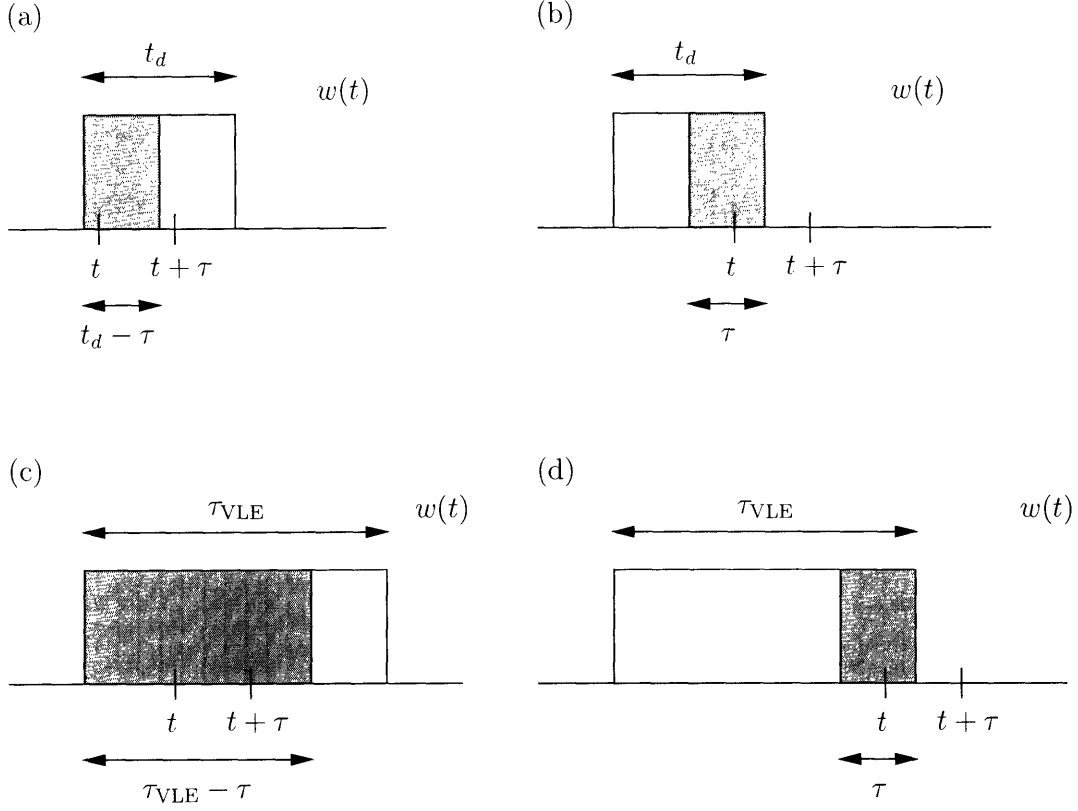 (a)
t_d
w(t)
t
t + τ
t_d − τ
(b)
t_d
w(t)
t
t + τ
τ
(c)
τ_VLE
w(t)
t
t + τ
τ_VLE − τ
(d)
τ_VLE
w(t)
t
t + τ
τ